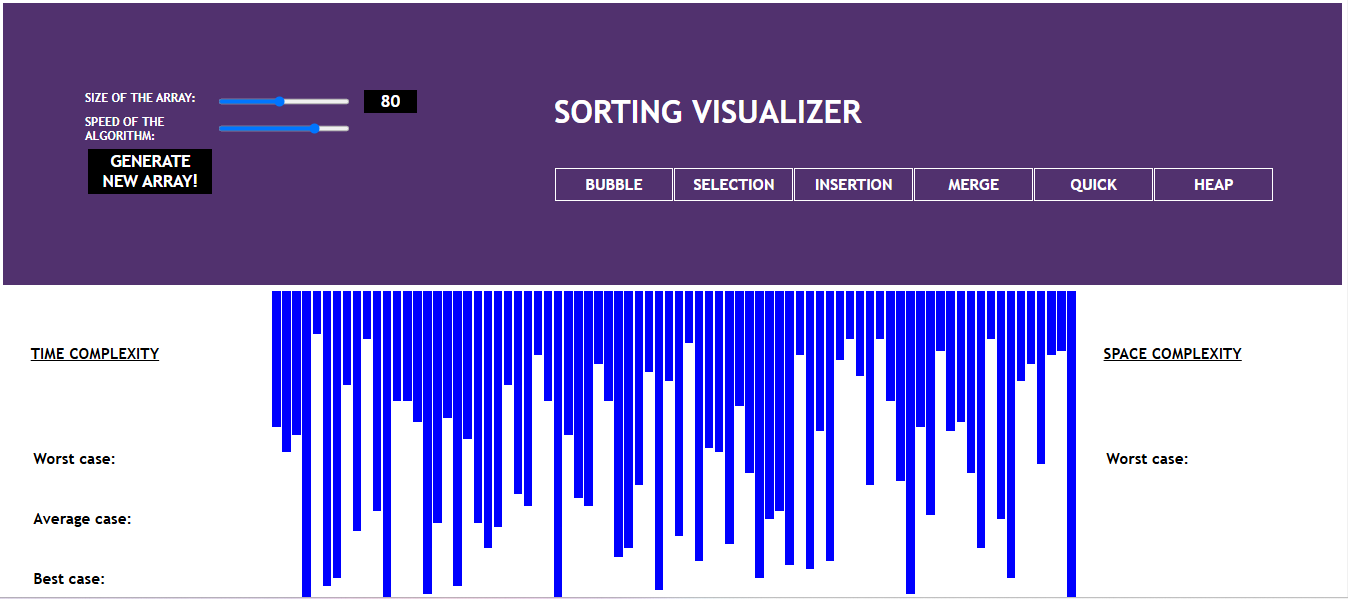 SIZE OF THE ARRAY:
80
SPEED OF THE
ALGORITHM:
GENERATE
NEW ARRAY!
SORTING VISUALIZER
BUBBLE SELECTION INSERTION MERGE QUICK HEAP
TIME COMPLEXITY
Worst case:
Average case:
Best case:
SPACE COMPLEXITY
Worst case: